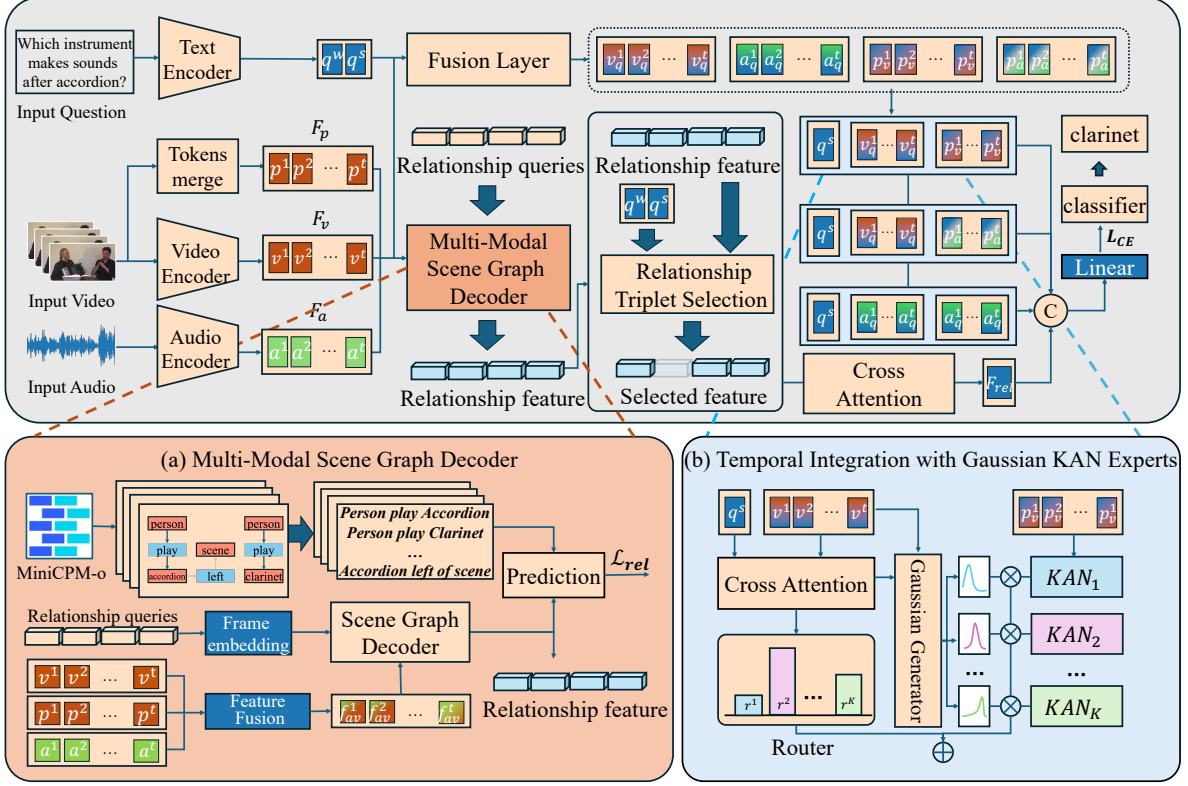 Which instrument
makes sounds
after accordion?
Input Question
Text
Encoder
q^w q^s
Fusion Layer
v_q^1 v_q^2 ... v_q^t
a_q^1 a_q^2 ... a_q^t
p_v^1 p_v^2 ... p_v^t
p_a^1 p_a^2 ... p_a^t
Tokens
merge
F_p
p^1 p^2 ... p^t
Input Video
Video
Encoder
F_v
v^1 v^2 ... v^t
Input Audio
Audio
Encoder
F_a
a^1 a^2 ... a^t
Relationship queries
Multi-Modal
Scene Graph
Decoder
Relationship feature
Relationship feature
q^w q^s
Relationship
Triplet Selection
Selected feature
q^s v_q^1 ... v_q^t p_v^1 ... p_v^t
q^s v_q^1 ... v_q^t p_a^1 ... p_a^t
q^s a_q^1 ... a_q^t a_q^1 ... a_q^t
Cross
Attention
F_rel
C
clarinet
classifier
L_CE
Linear
(a) Multi-Modal Scene Graph Decoder
MiniCPM-o
person person
play scene play
accordion left clarinet
Person play Accordion
Person play Clarinet
...
Accordion left of scene
Prediction
ℒ_rel
Relationship queries
Frame
embedding
Scene Graph
Decoder
v^1 v^2 ... v^t
p^1 p^2 ... p^t
a^1 a^2 ... a^t
Feature
Fusion
f_av^1 f_av^2 ... f_av^t
Relationship feature
(b) Temporal Integration with Gaussian KAN Experts
q^s
v^1 v^2 ... v^t
p_v^1 p_v^2 ... p_v^1
Cross Attention
Gaussian Generator
KAN_1
KAN_2
... ...
KAN_K
r^1 r^2 ... r^K
Router